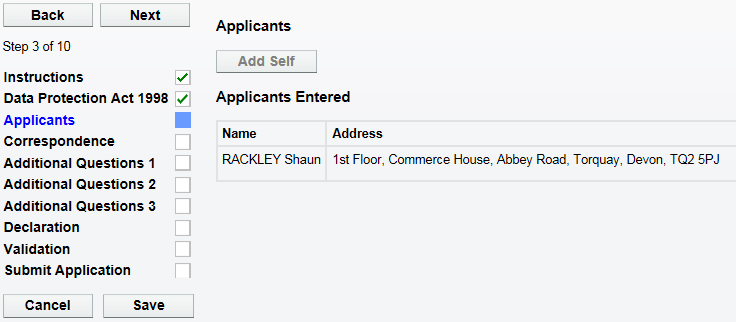 Back Next
Step 3 of 10
Instructions
Data Protection Act 1998
Applicants
Correspondence
Additional Questions 1
Additional Questions 2
Additional Questions 3
Declaration
Validation
Submit Application
Cancel Save
Applicants
Add Self
Applicants Entered
Name Address
RACKLEY Shaun 1st Floor, Commerce House, Abbey Road, Torquay, Devon, TQ2 5PJ